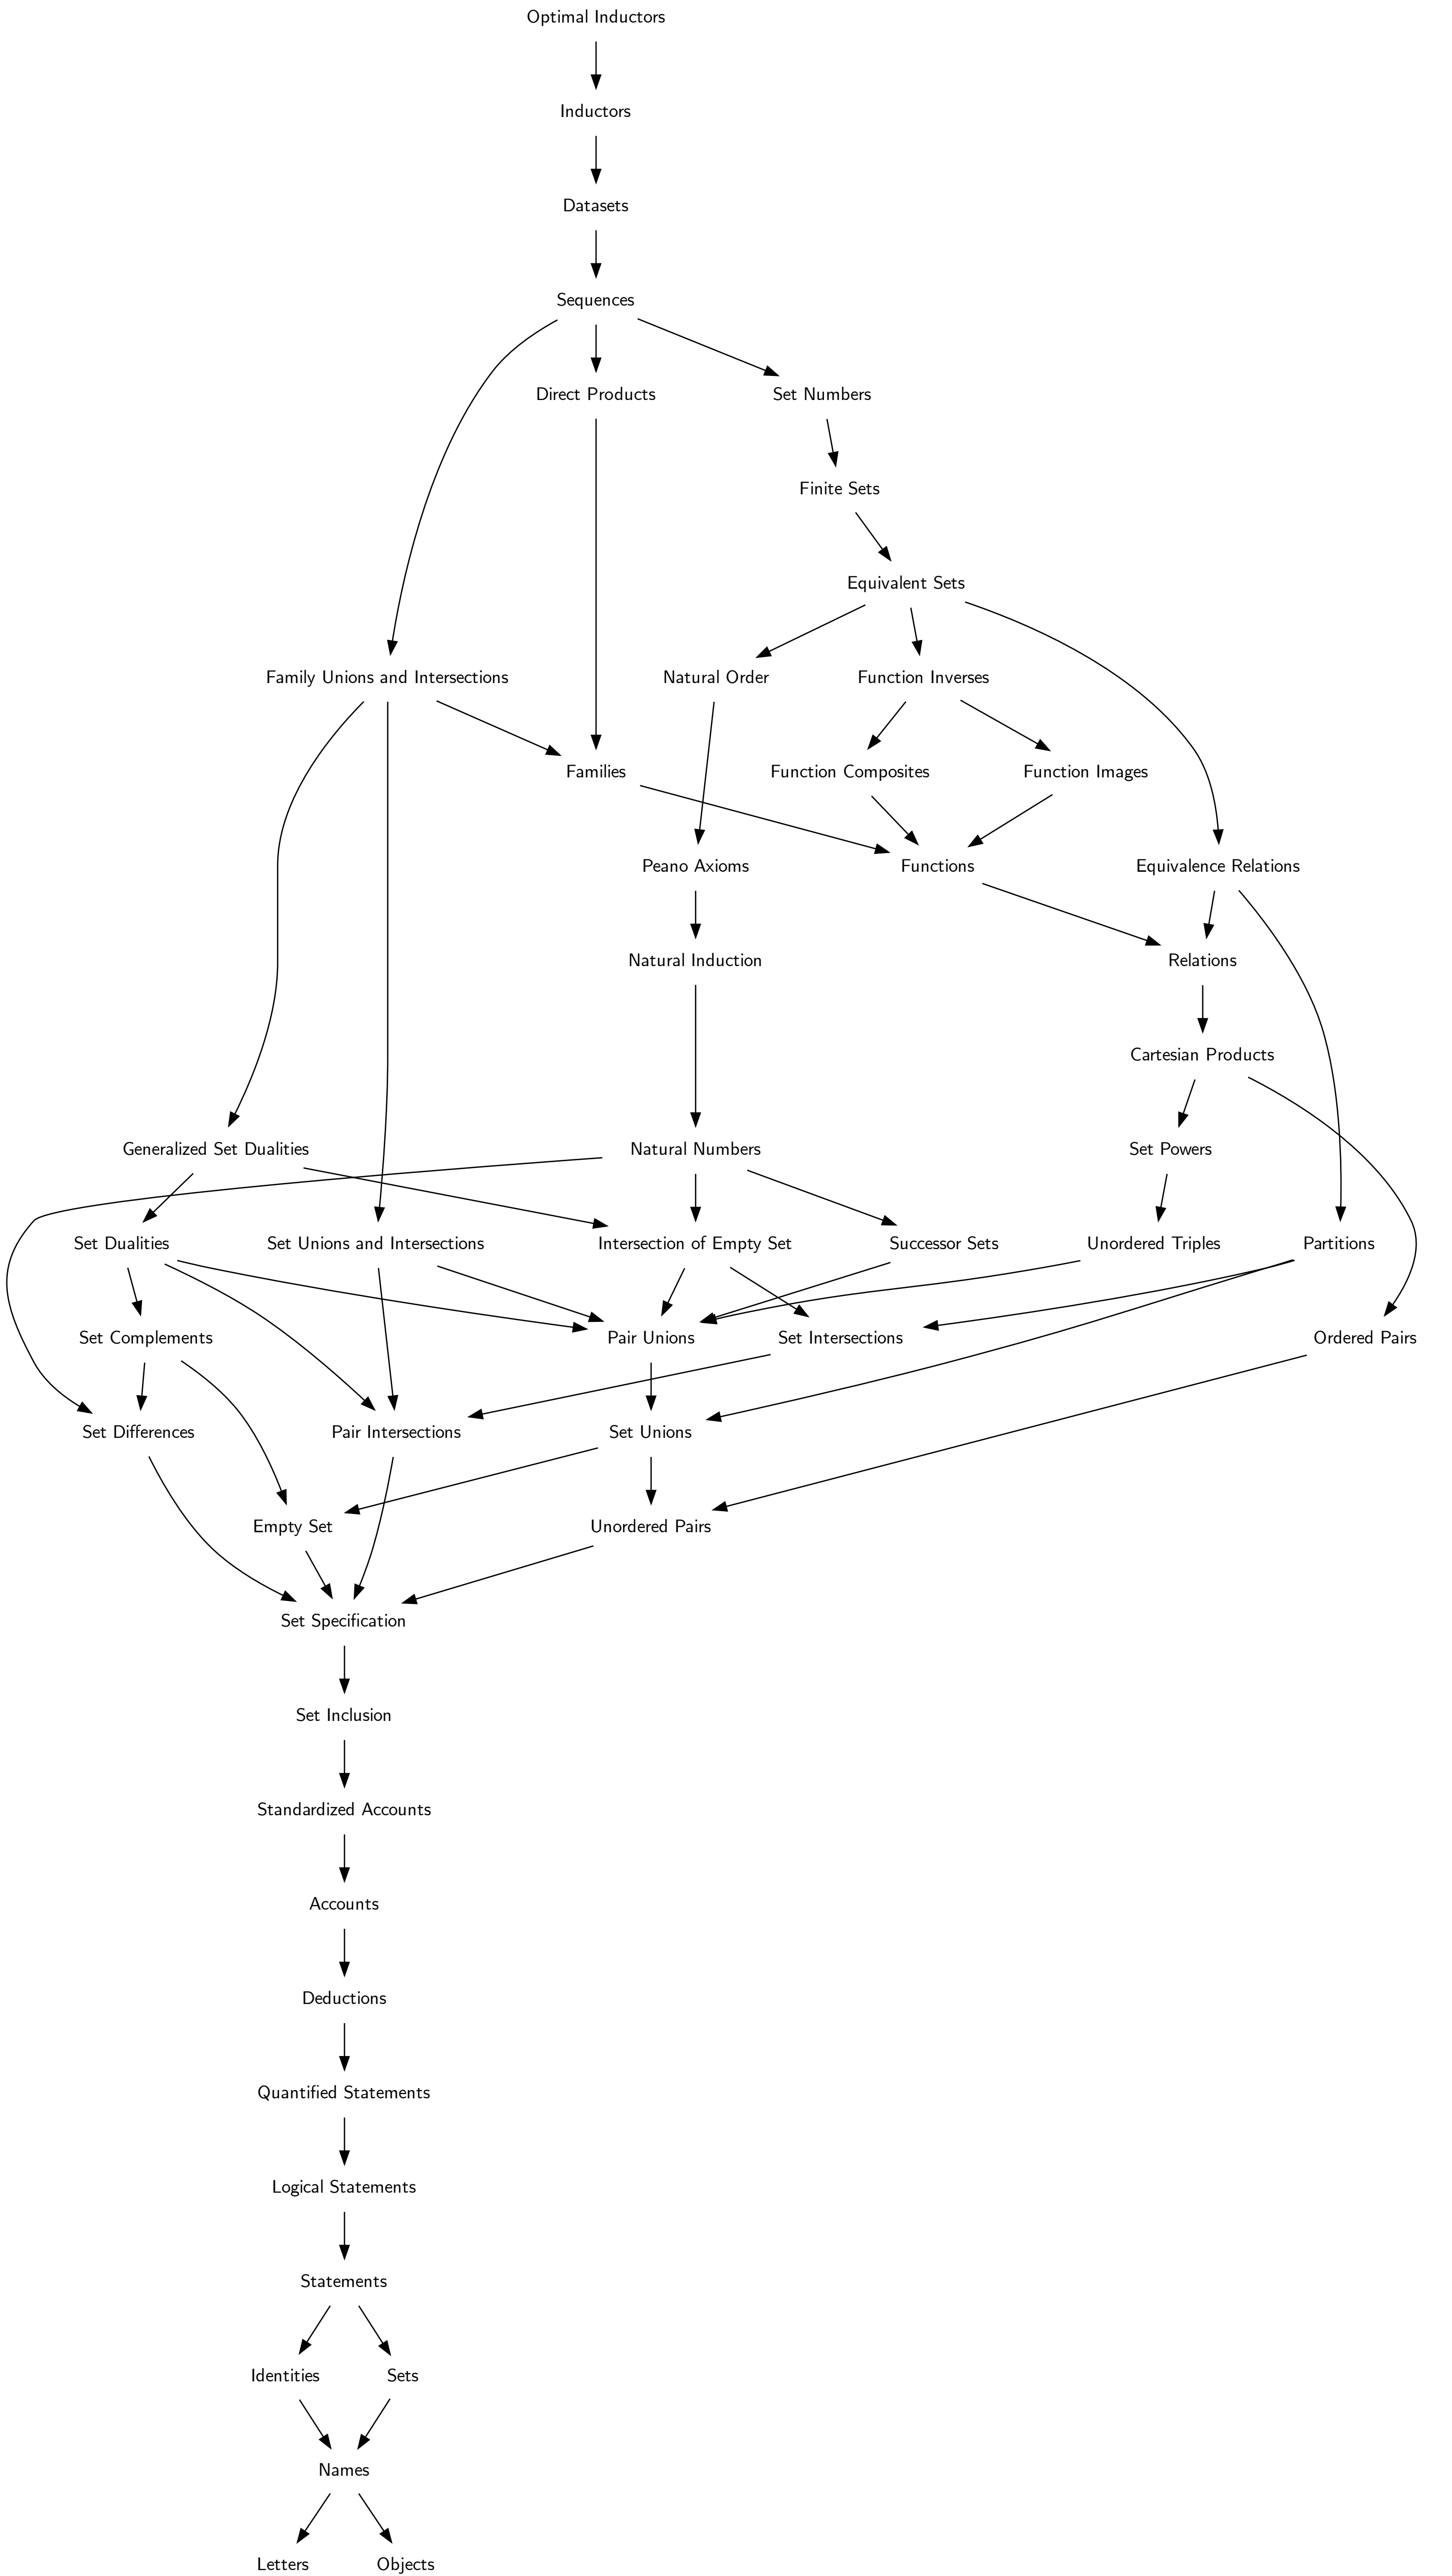 Optimal Inductors
Inductors
Datasets
Sequences
Direct Products
Set Numbers
Finite Sets
Equivalent Sets
Family Unions and Intersections
Natural Order
Function Inverses
Families
Function Composites
Function Images
Peano Axioms
Functions
Equivalence Relations
Natural Induction
Relations
Cartesian Products
Generalized Set Dualities
Natural Numbers
Set Powers
Set Dualities
Set Unions and Intersections
Intersection of Empty Set
Successor Sets
Unordered Triples
Partitions
Set Complements
Pair Unions
Set Intersections
Ordered Pairs
Set Differences
Pair Intersections
Set Unions
Empty Set
Unordered Pairs
Set Specification
Set Inclusion
Standardized Accounts
Accounts
Deductions
Quantified Statements
Logical Statements
Statements
Identities
Sets
Names
Letters
Objects